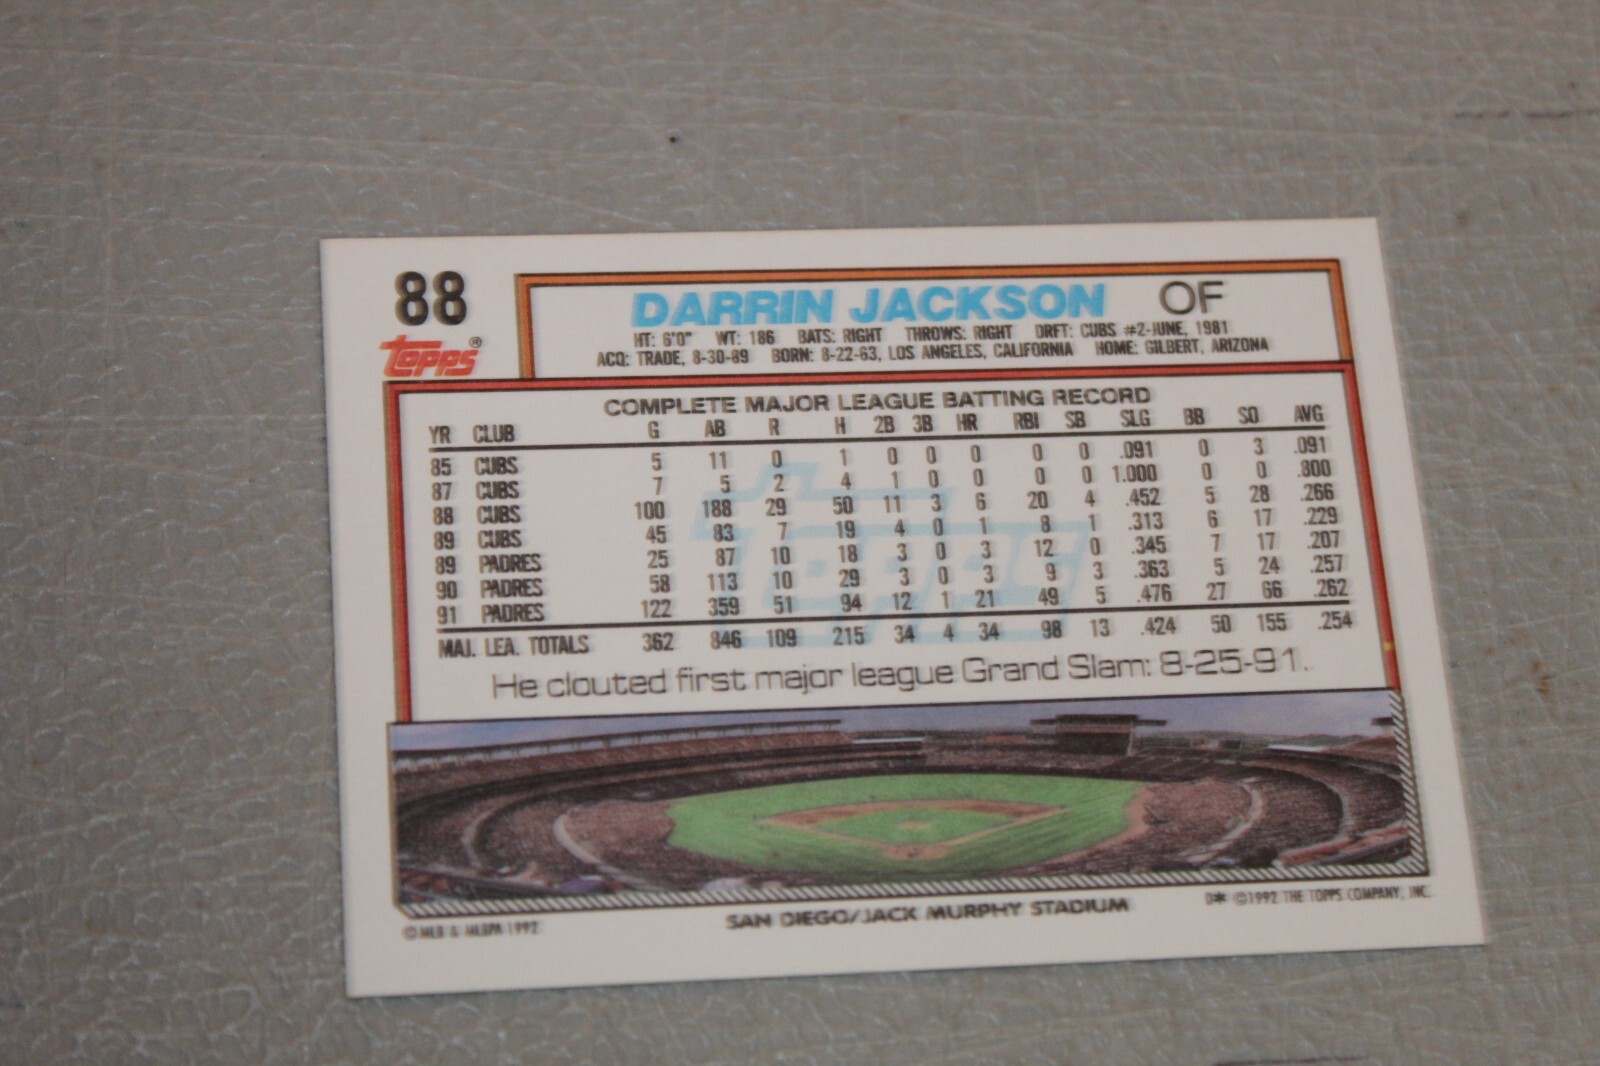 88
Topps®
DARRIN JACKSON OF
HT: 6'0" WT: 186 BATS: RIGHT THROWS: RIGHT DRFT: CUBS #2-JUNE, 1981
ACQ: TRADE, 8-30-89 BORN: 8-22-63, LOS ANGELES, CALIFORNIA HOME: GILBERT, ARIZONA
COMPLETE MAJOR LEAGUE BATTING RECORD
YR CLUB G AB R H 2B 3B HR RBI SB SLG BB SO AVG
85 CUBS 5 11 0 1 0 0 0 0 0 .091 0 3 .091
87 CUBS 7 5 2 4 1 0 0 0 0 1.000 0 0 .800
88 CUBS 100 188 29 50 11 3 6 20 4 .452 5 28 .266
89 CUBS 45 83 7 19 4 0 1 8 1 .313 6 17 .229
89 PADRES 25 87 10 18 3 0 3 12 0 .345 7 17 .207
90 PADRES 58 113 10 29 3 0 3 9 3 .363 5 24 .257
91 PADRES 122 359 51 94 12 1 21 49 5 .476 27 66 .262
MAJ. LEA. TOTALS 362 846 109 215 34 4 34 98 13 .424 50 155 .254
Topps
He clouted first major league Grand Slam: 8-25-91.
SAN DIEGO/JACK MURPHY STADIUM
D* ©1992 THE TOPPS COMPANY, INC.
© MLB & MLBPA 1992